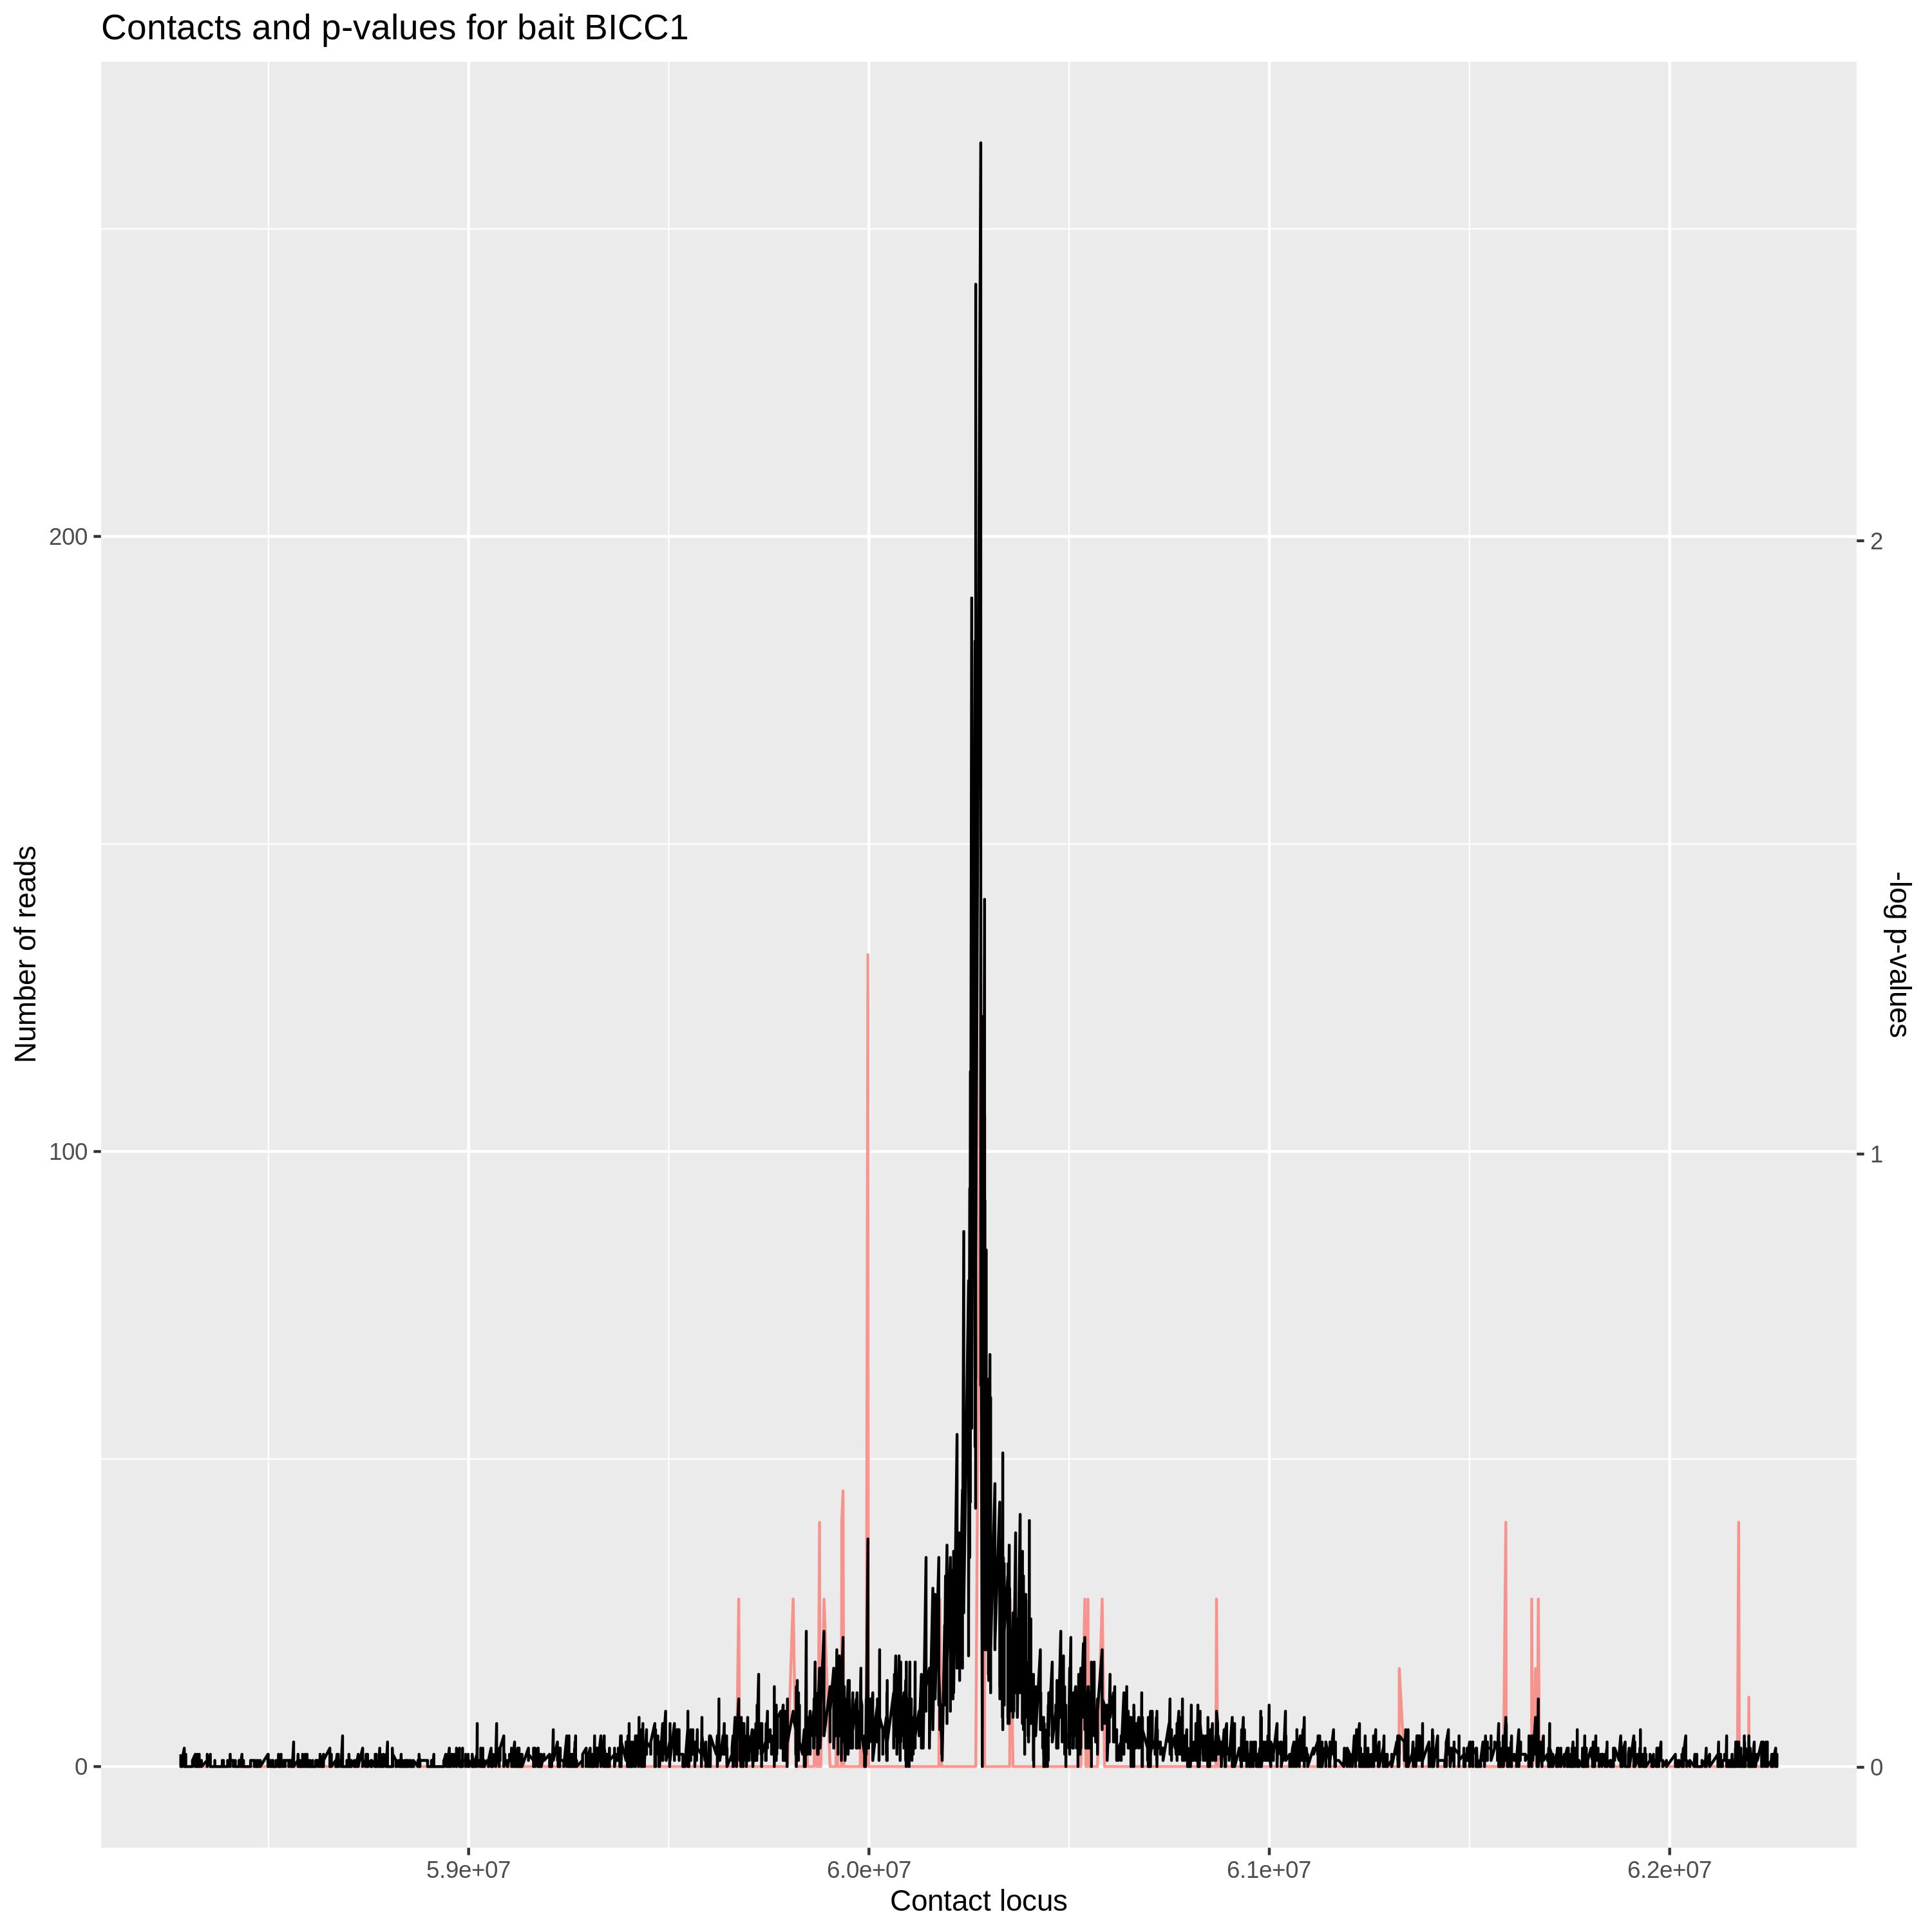 Contacts and p-values for bait BICC1
Number of reads
200
100
0
2
1
0
-log p-values
5.9e+07
6.0e+07
6.1e+07
6.2e+07
Contact locus